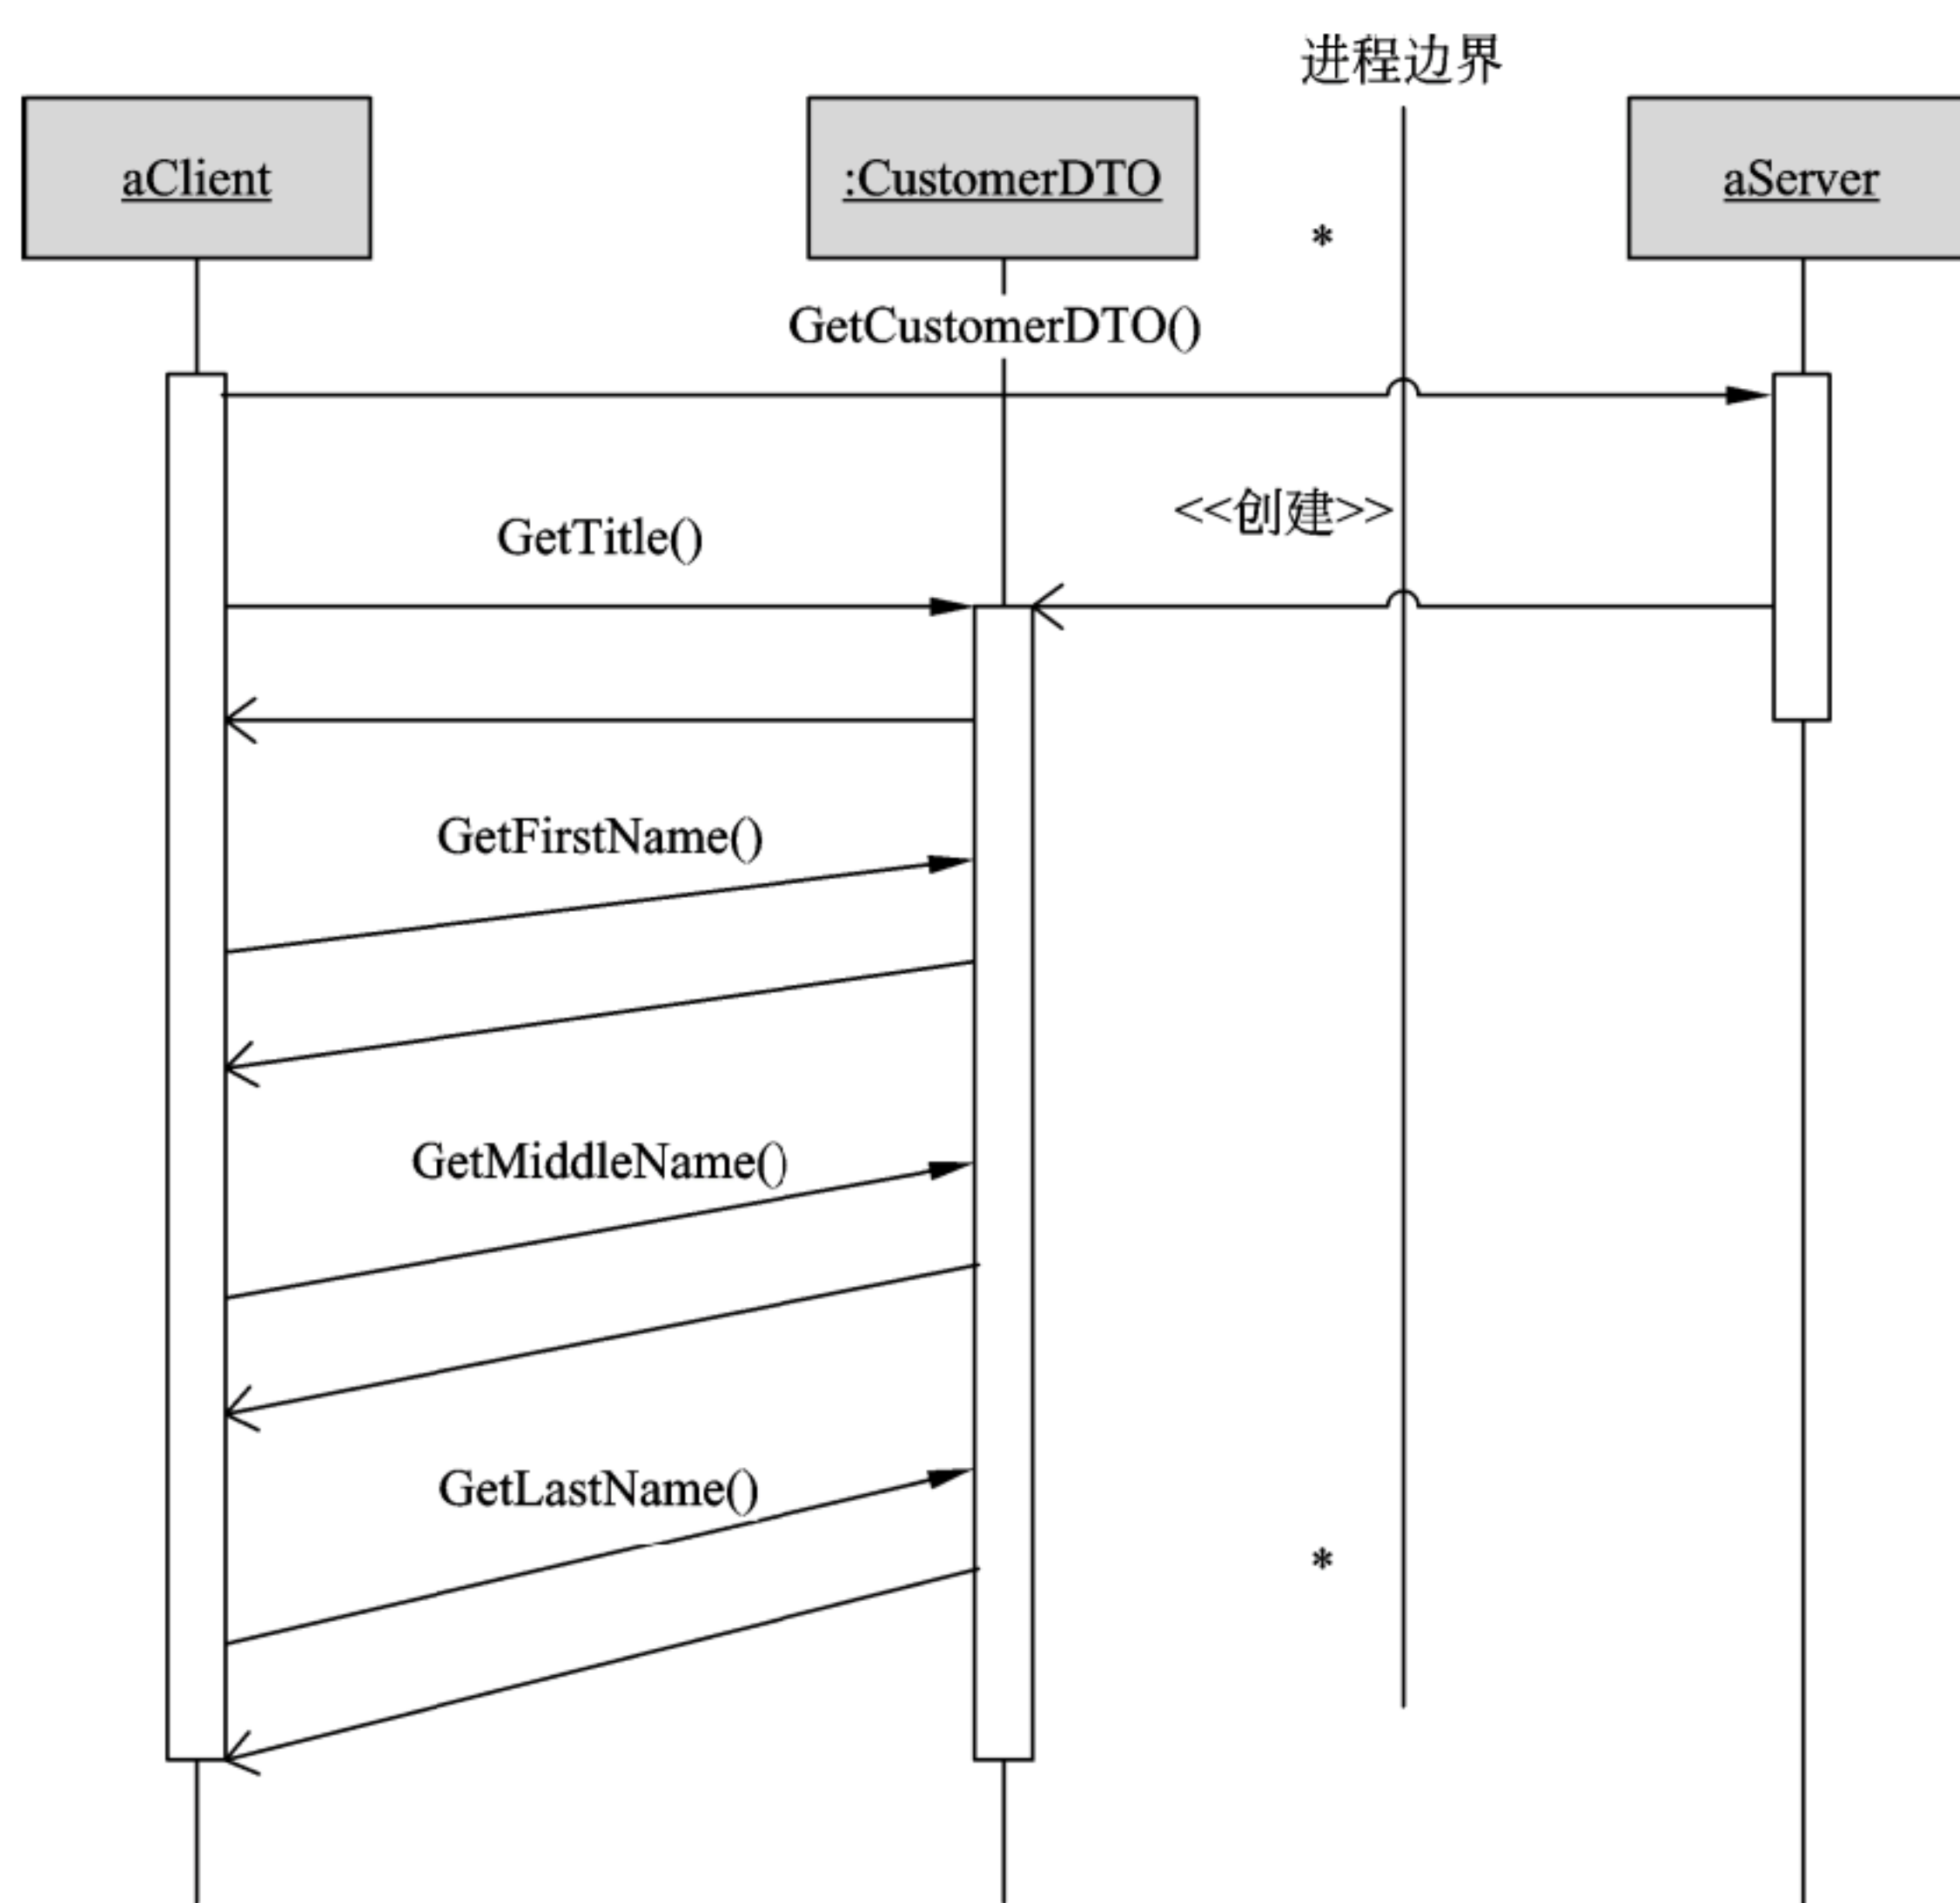 进程边界
aClient
:CustomerDTO
aServer
*
GetCustomerDTO()
<<创建>>
GetTitle()
GetFirstName()
GetMiddleName()
GetLastName()
*